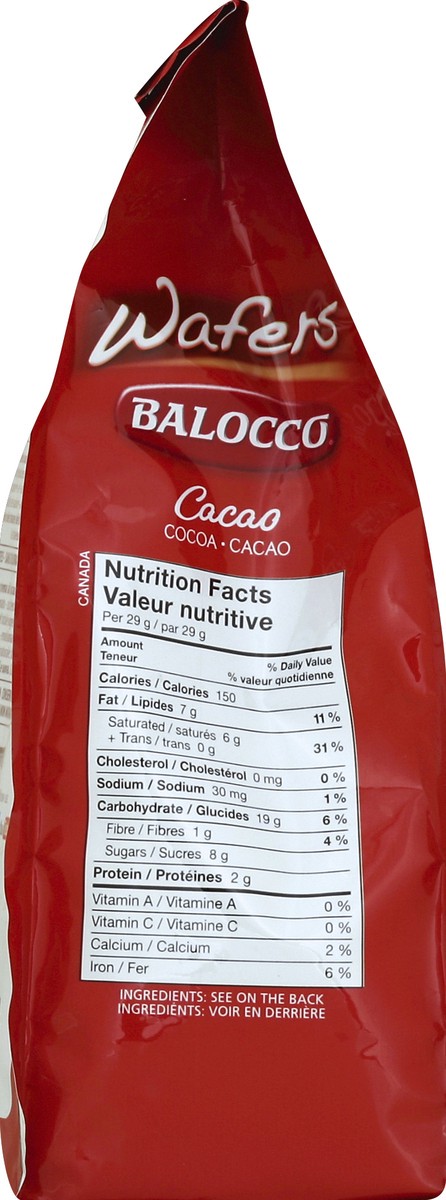 Wafers
BALOCCO
Cacao
COCOA • CACAO
CANADA
Nutrition Facts
Valeur nutritive
Per 29 g / par 29 g
Amount
Teneur
% Daily Value
% valeur quotidienne
Calories / Calories 150
Fat / Lipides 7 g 11 %
Saturated / saturés 6 g
+ Trans / trans 0 g 31 %
Cholesterol / Cholestérol 0 mg 0 %
Sodium / Sodium 30 mg 1 %
Carbohydrate / Glucides 19 g 6 %
Fibre / Fibres 1 g 4 %
Sugars / Sucres 8 g
Protein / Protéines 2 g
Vitamin A / Vitamine A 0 %
Vitamin C / Vitamine C 0 %
Calcium / Calcium 2 %
Iron / Fer 6 %
INGREDIENTS: SEE ON THE BACK
INGREDIÉNTS: VOIR EN DERRIÈRE